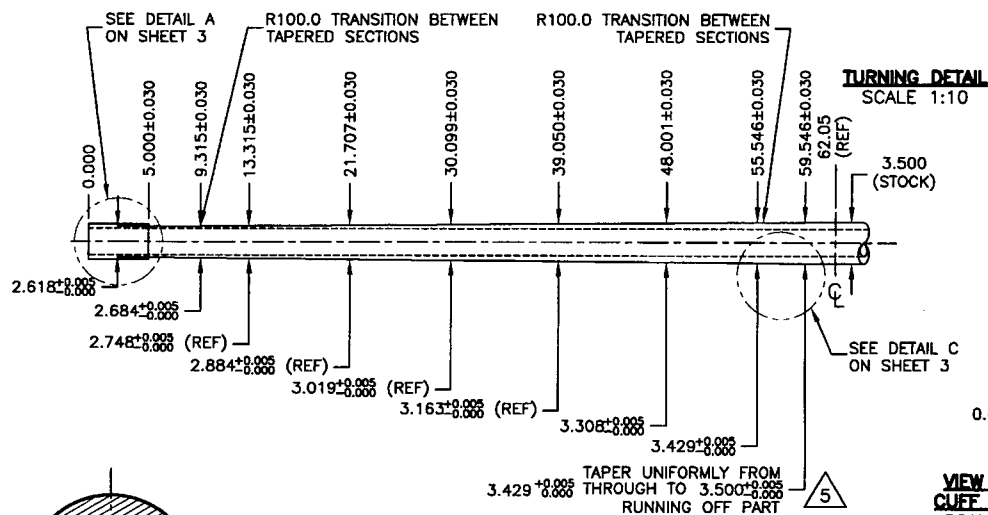 SEE DETAIL A
ON SHEET 3
R100.0 TRANSITION BETWEEN
TAPERED SECTIONS
R100.0 TRANSITION BETWEEN
TAPERED SECTIONS
TURNING DETAIL
SCALE 1:10
0.000
5.000±0.030
9.315±0.030
13.315±0.030
21.707±0.030
30.099±0.030
39.050±0.030
48.001±0.030
55.546±0.030
59.546±0.030
62.05
(REF)
3.500
(STOCK)
2.618+0.005-0.000
2.684+0.005-0.000
2.748+0.005-0.000 (REF)
2.884+0.005-0.000 (REF)
3.019+0.005-0.000 (REF)
3.163+0.005-0.000 (REF)
3.308+0.005-0.000
3.429+0.005-0.000
℄
SEE DETAIL C
ON SHEET 3
TAPER UNIFORMLY FROM
3.429+0.005-0.000 THROUGH TO 3.500+0.005-0.000
RUNNING OFF PART
5
0.
VIEW
CUFF